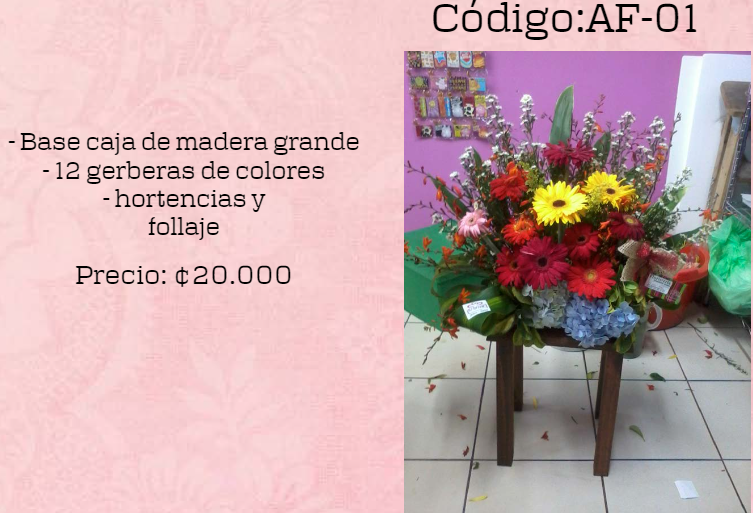 Código:AF-01
- Base caja de madera grande
- 12 gerberas de colores
- hortencias y
follaje
Precio: ¢20.000